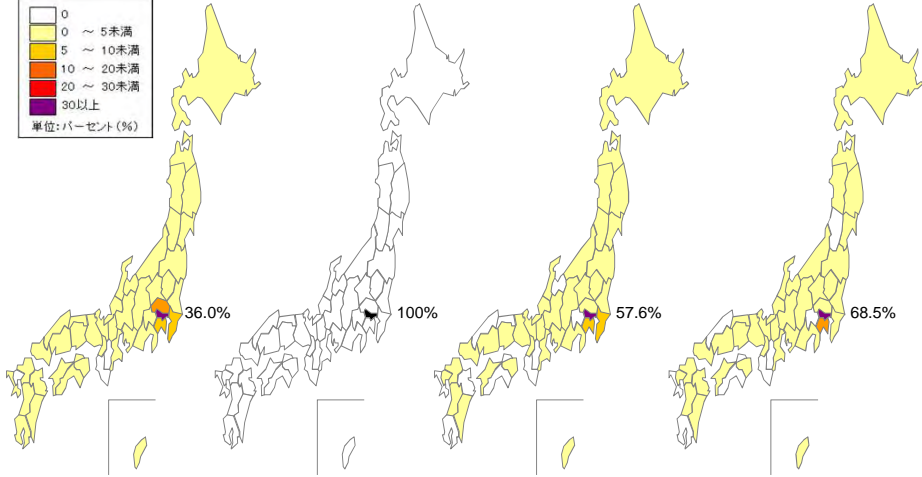 0
0 ～ 5未満
5 ～ 10未満
10 ～ 20未満
20 ～ 30未満
30以上
単位:パーセント(%)
36.0%
100%
57.6%
68.5%